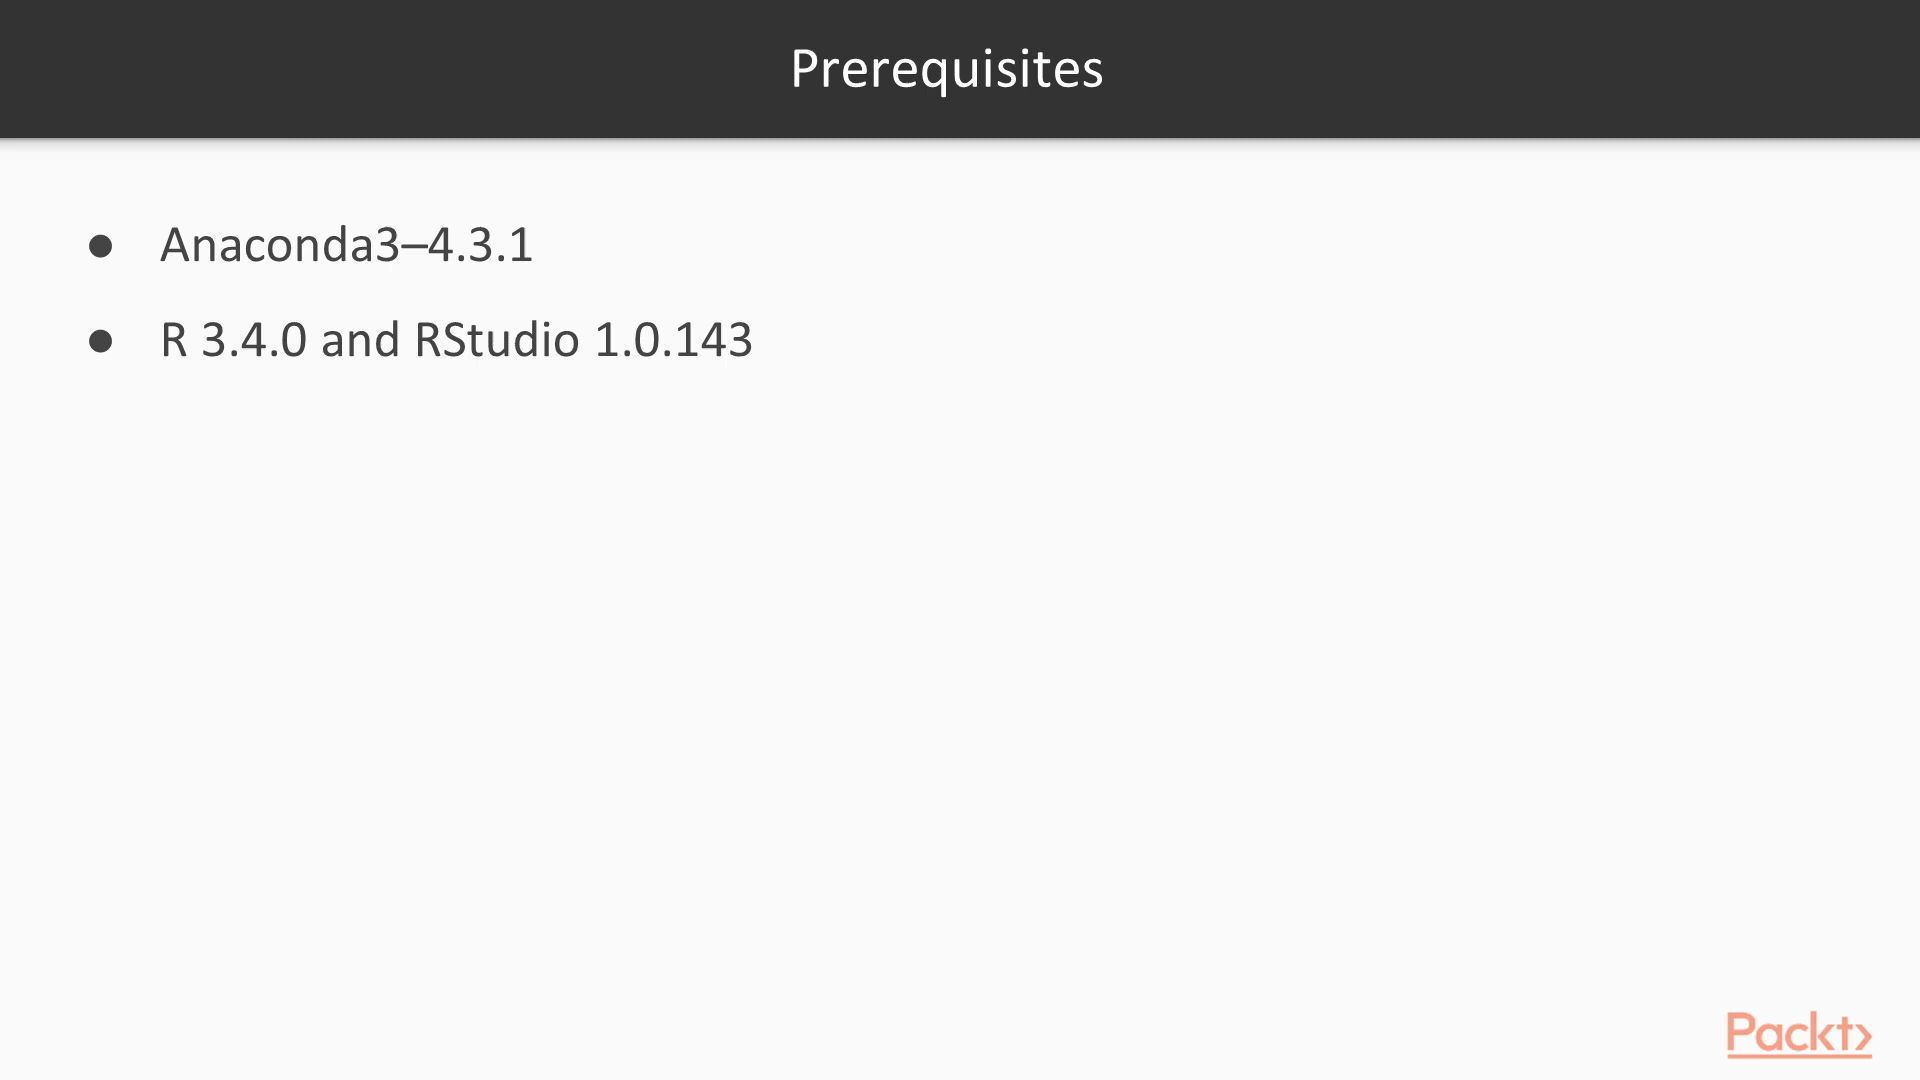 Prerequisites
● Anaconda3–4.3.1
● R 3.4.0 and RStudio 1.0.143
Packt